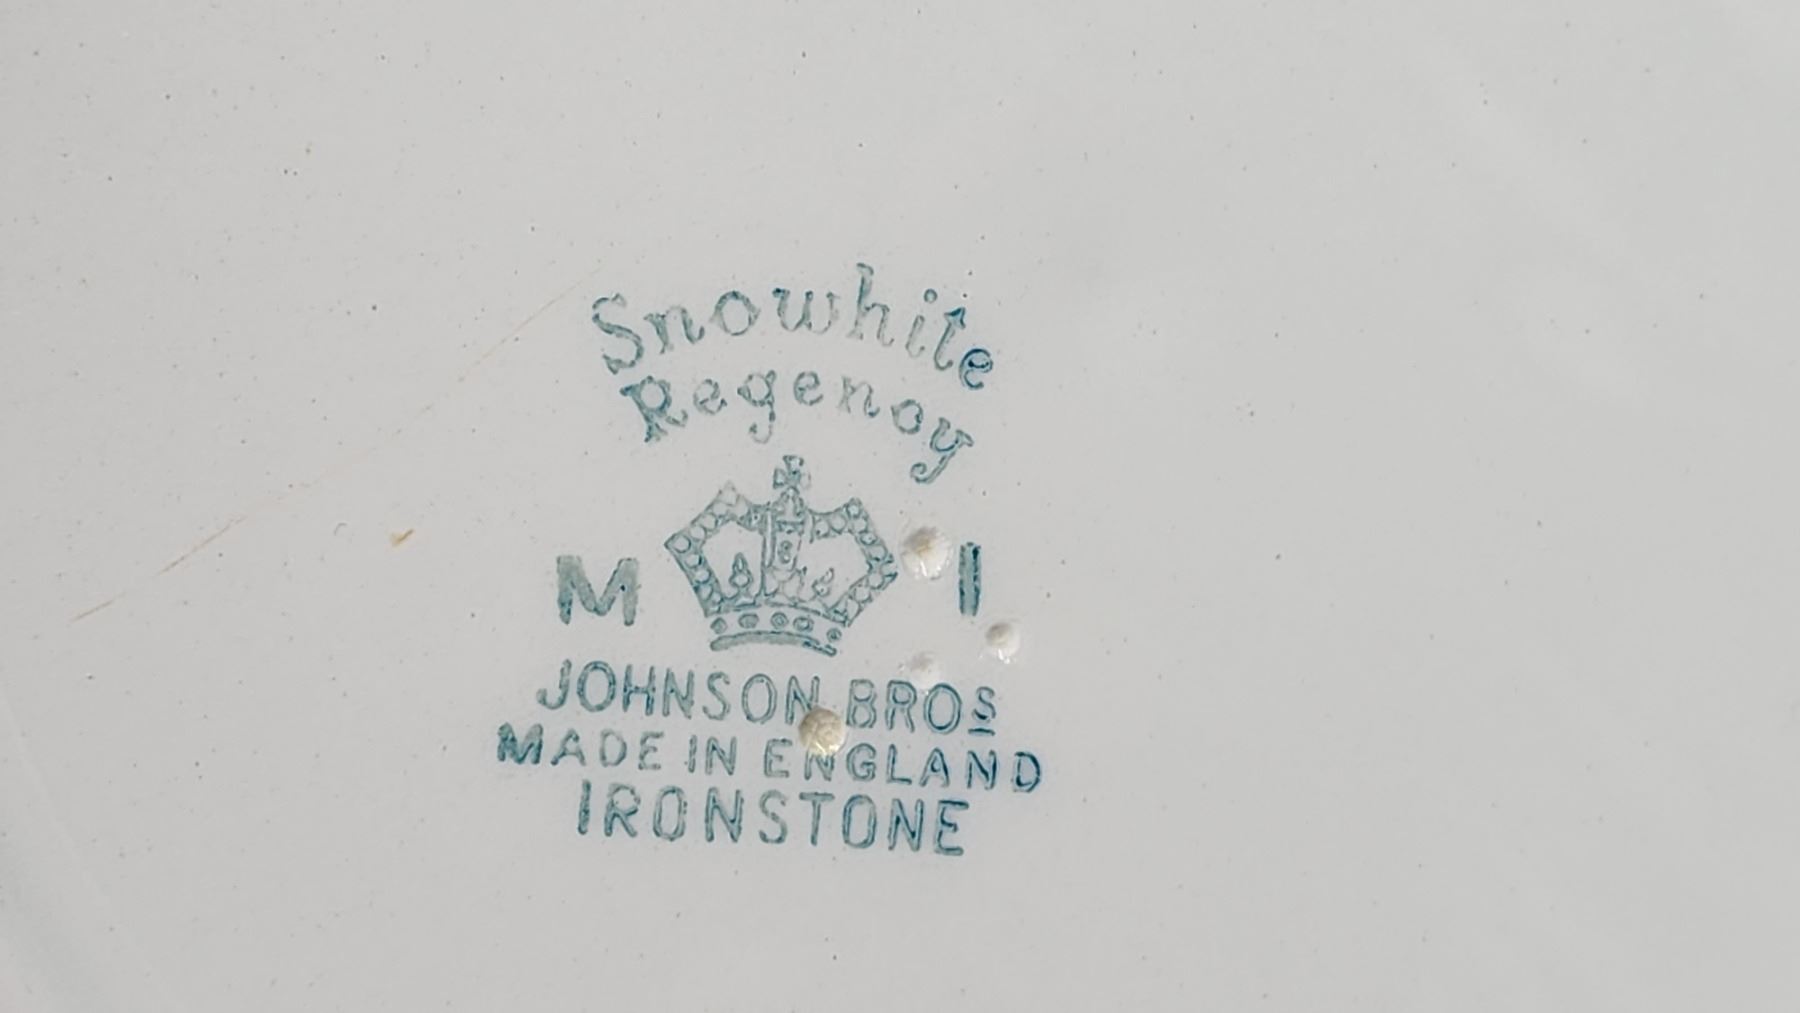 Snowhite
Regency
M I
JOHNSON BROS
MADE IN ENGLAND
IRONSTONE